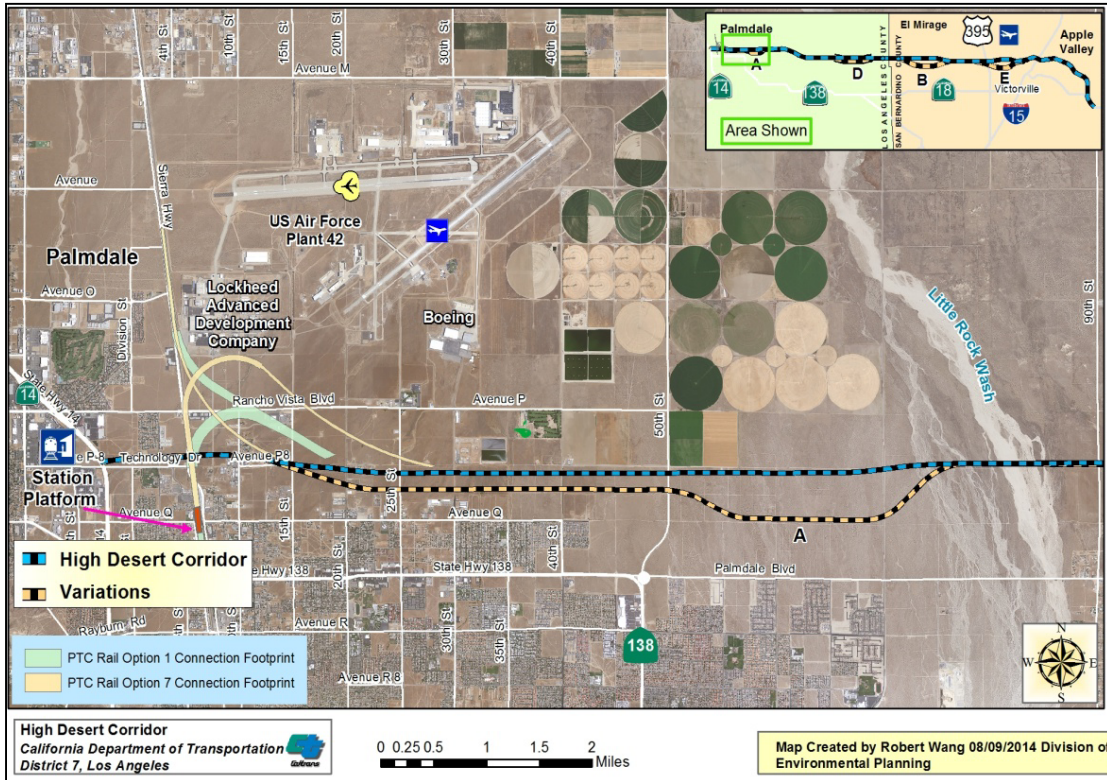 4th St
10th St
15th St
20th St
30th St
40th St
Avenue M
Avenue
Sierra Hwy
US Air Force
Plant 42
Palmdale
Lockheed
Advanced
Development
Company
Boeing
Avenue O
Division St
State Hwy 14
14
Rancho Vista Blvd
Avenue P
50th St
Little Rock Wash
90th St
e P-8
Technology Dr
Avenue P8
Station
Platform
25th St
Avenue Q
15th St
A
20th St
40th St
State Hwy 138
Palmdale Blvd
Rayburn Rd
Avenue R
30th St
35th St
138
Avenue R 8
High Desert Corridor
Variations
PTC Rail Option 1 Connection Footprint
PTC Rail Option 7 Connection Footprint
N
W
E
S
Palmdale
El Mirage
395
Apple
Valley
A
D
B
E
LOS ANGELES COUNTY
SAN BERNARDINO COUNTY
14
138
18
Victorville
15
Area Shown
High Desert Corridor
California Department of Transportation
District 7, Los Angeles
Caltrans
0 0.25 0.5 1 1.5 2
Miles
Map Created by Robert Wang 08/09/2014 Division of
Environmental Planning